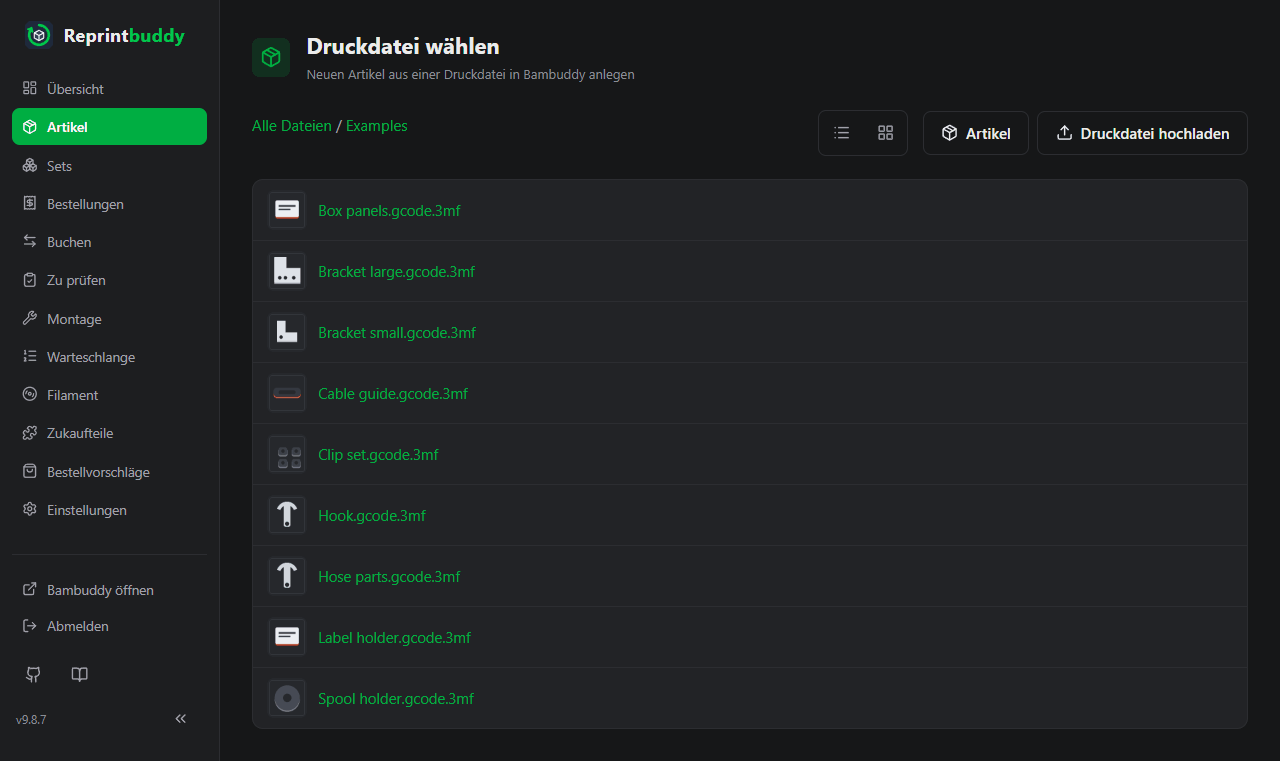 Reprintbuddy
Übersicht
Artikel
Sets
Bestellungen
Buchen
Zu prüfen
Montage
Warteschlange
Filament
Zukaufteile
Bestellvorschläge
Einstellungen
Bambuddy öffnen
Abmelden
v9.8.7
Druckdatei wählen
Neuen Artikel aus einer Druckdatei in Bambuddy anlegen
Alle Dateien / Examples
Artikel
Druckdatei hochladen
Box panels.gcode.3mf
Bracket large.gcode.3mf
Bracket small.gcode.3mf
Cable guide.gcode.3mf
Clip set.gcode.3mf
Hook.gcode.3mf
Hose parts.gcode.3mf
Label holder.gcode.3mf
Spool holder.gcode.3mf